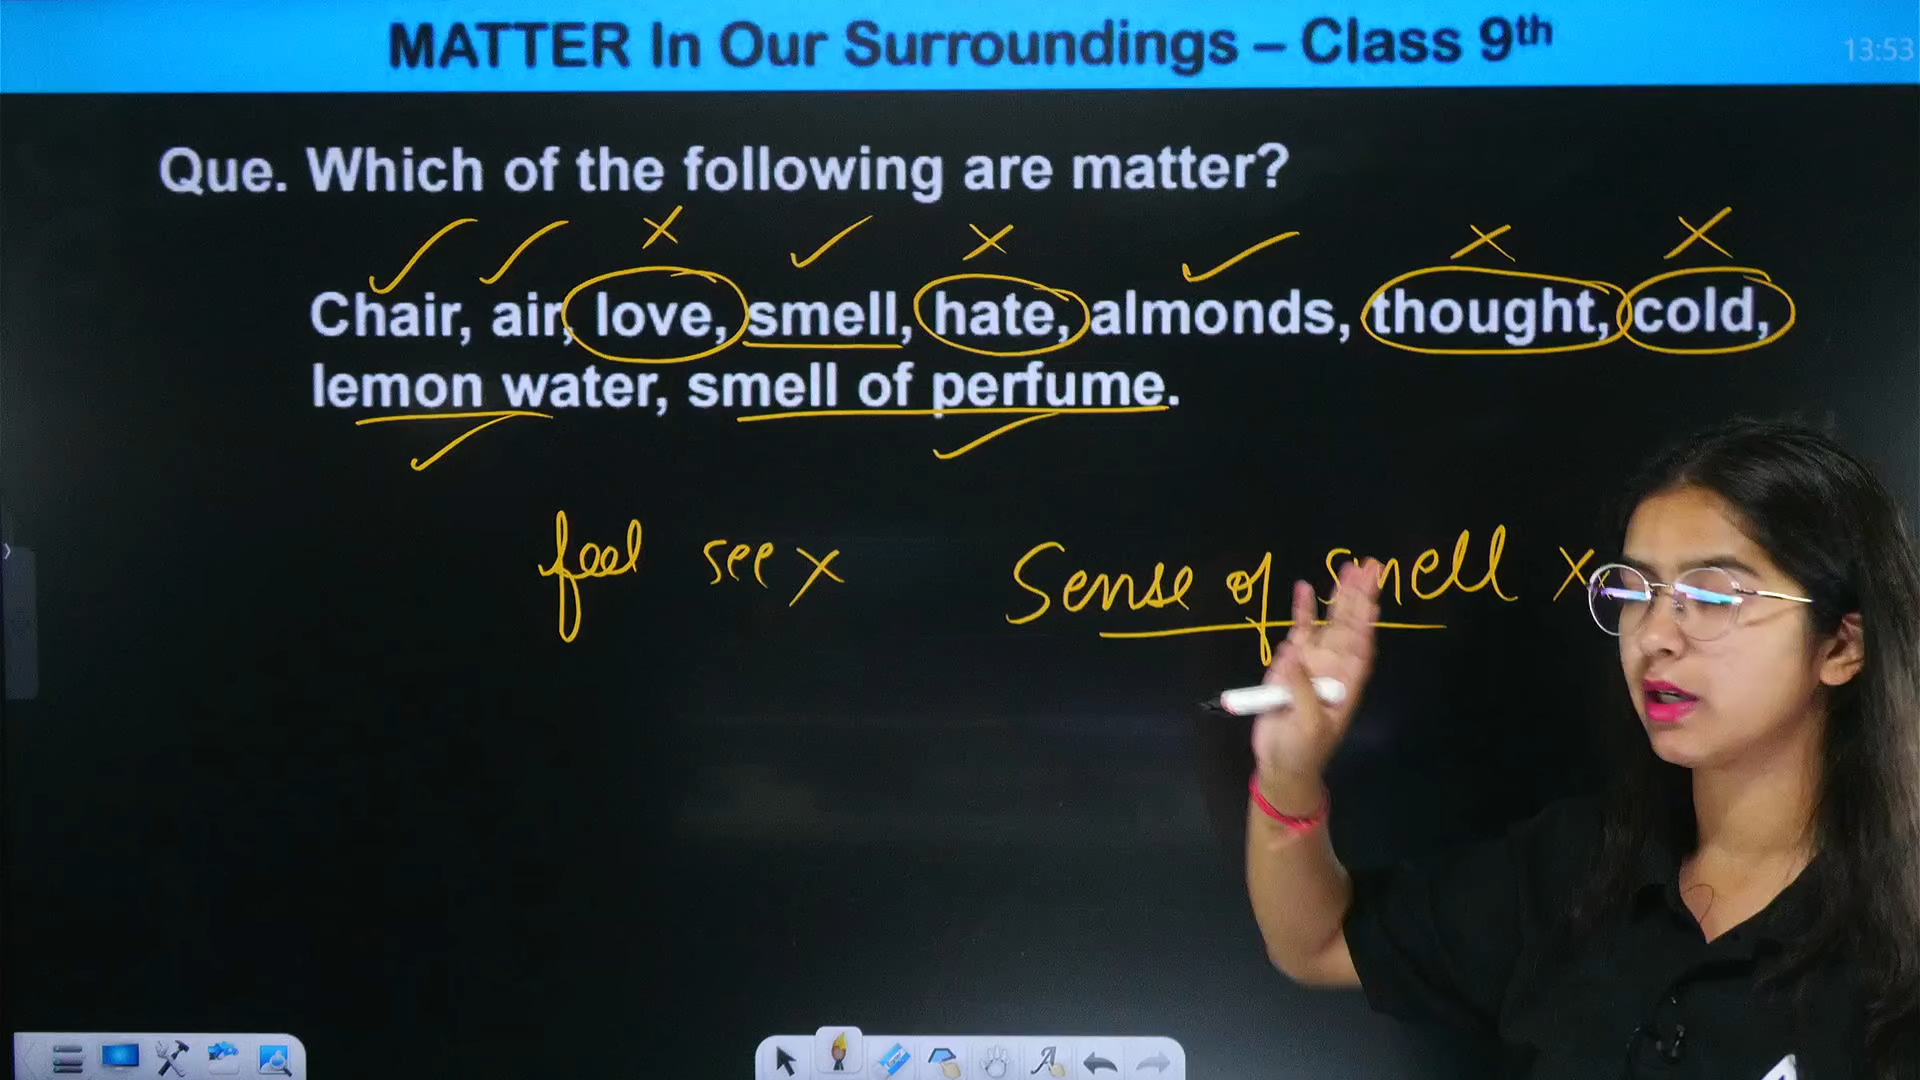 MATTER In Our Surroundings – Class 9th
13:53
Que. Which of the following are matter?
Chair, air, love, smell, hate, almonds, thought, cold,
lemon water, smell of perfume.
feel see x Sense of smell x